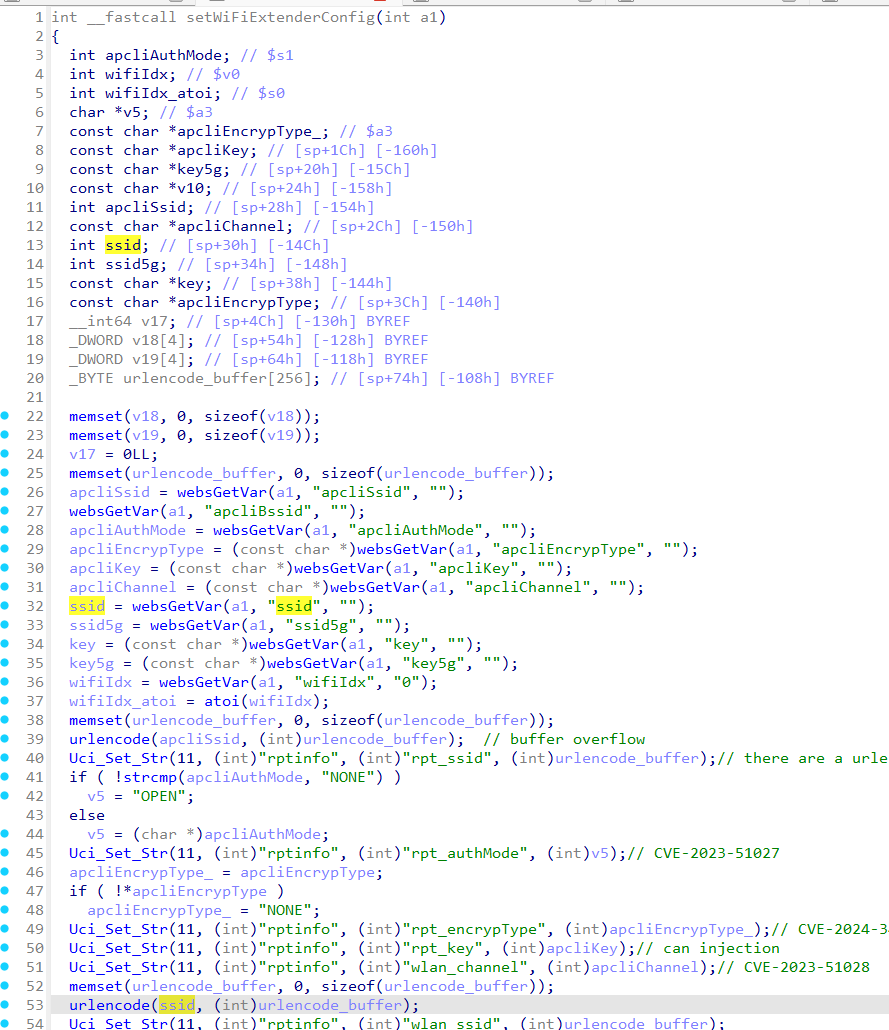 1 int __fastcall setWiFiExtenderConfig(int a1)
2 {
3 int apcliAuthMode; // $s1
4 int wifiIdx; // $v0
5 int wifiIdx_atoi; // $s0
6 char *v5; // $a3
7 const char *apcliEncrypType_; // $a3
8 const char *apcliKey; // [sp+1Ch] [-160h]
9 const char *key5g; // [sp+20h] [-15Ch]
10 const char *v10; // [sp+24h] [-158h]
11 int apcliSsid; // [sp+28h] [-154h]
12 const char *apcliChannel; // [sp+2Ch] [-150h]
13 int ssid; // [sp+30h] [-14Ch]
14 int ssid5g; // [sp+34h] [-148h]
15 const char *key; // [sp+38h] [-144h]
16 const char *apcliEncrypType; // [sp+3Ch] [-140h]
17 __int64 v17; // [sp+4Ch] [-130h] BYREF
18 _DWORD v18[4]; // [sp+54h] [-128h] BYREF
19 _DWORD v19[4]; // [sp+64h] [-118h] BYREF
20 _BYTE urlencode_buffer[256]; // [sp+74h] [-108h] BYREF
21
22 memset(v18, 0, sizeof(v18));
23 memset(v19, 0, sizeof(v19));
24 v17 = 0LL;
25 memset(urlencode_buffer, 0, sizeof(urlencode_buffer));
26 apcliSsid = websGetVar(a1, "apcliSsid", "");
27 websGetVar(a1, "apcliBssid", "");
28 apcliAuthMode = websGetVar(a1, "apcliAuthMode", "");
29 apcliEncrypType = (const char *)websGetVar(a1, "apcliEncrypType", "");
30 apcliKey = (const char *)websGetVar(a1, "apcliKey", "");
31 apcliChannel = (const char *)websGetVar(a1, "apcliChannel", "");
32 ssid = websGetVar(a1, "ssid", "");
33 ssid5g = websGetVar(a1, "ssid5g", "");
34 key = (const char *)websGetVar(a1, "key", "");
35 key5g = (const char *)websGetVar(a1, "key5g", "");
36 wifiIdx = websGetVar(a1, "wifiIdx", "0");
37 wifiIdx_atoi = atoi(wifiIdx);
38 memset(urlencode_buffer, 0, sizeof(urlencode_buffer));
39 urlencode(apcliSsid, (int)urlencode_buffer); // buffer overflow
40 Uci_Set_Str(11, (int)"rptinfo", (int)"rpt_ssid", (int)urlencode_buffer);// there are a urle
41 if ( !strcmp(apcliAuthMode, "NONE") )
42 v5 = "OPEN";
43 else
44 v5 = (char *)apcliAuthMode;
45 Uci_Set_Str(11, (int)"rptinfo", (int)"rpt_authMode", (int)v5);// CVE-2023-51027
46 apcliEncrypType_ = apcliEncrypType;
47 if ( !*apcliEncrypType )
48 apcliEncrypType_ = "NONE";
49 Uci_Set_Str(11, (int)"rptinfo", (int)"rpt_encrypType", (int)apcliEncrypType_);// CVE-2024-3
50 Uci_Set_Str(11, (int)"rptinfo", (int)"rpt_key", (int)apcliKey);// can injection
51 Uci_Set_Str(11, (int)"rptinfo", (int)"wlan_channel", (int)apcliChannel);// CVE-2023-51028
52 memset(urlencode_buffer, 0, sizeof(urlencode_buffer));
53 urlencode(ssid, (int)urlencode_buffer);
54 Uci_Set_Str(11, (int)"rptinfo", (int)"wlan_ssid", (int)urlencode_buffer);